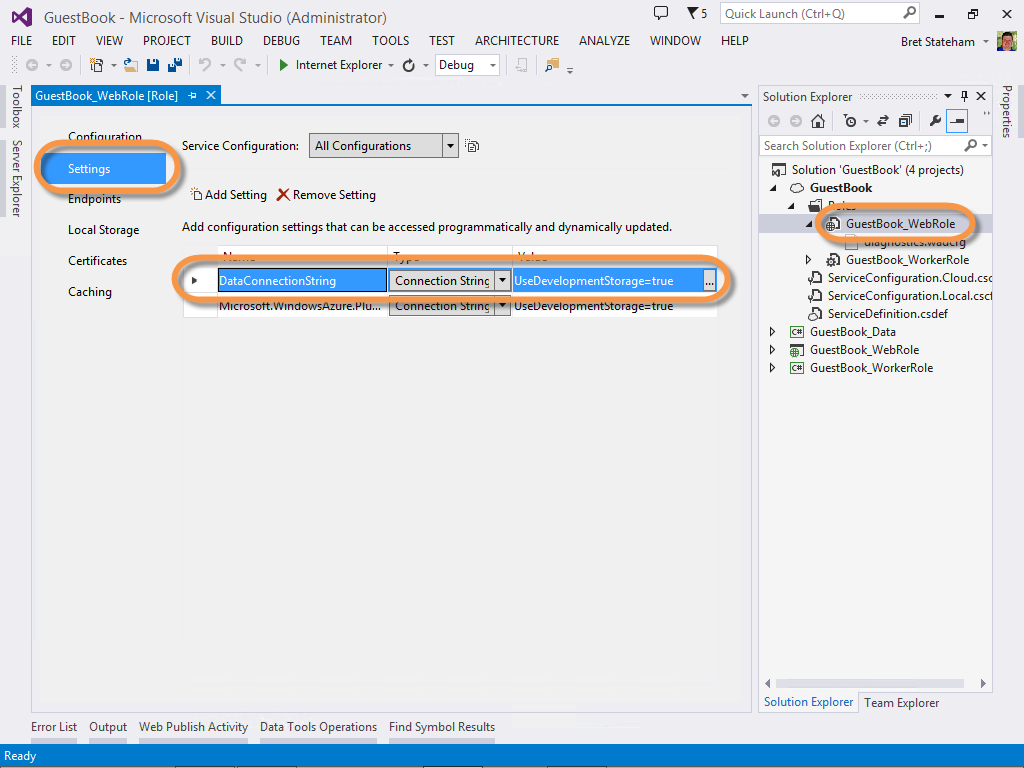 GuestBook - Microsoft Visual Studio (Administrator)
5
Quick Launch (Ctrl+Q)
FILE EDIT VIEW PROJECT BUILD DEBUG TEAM TOOLS TEST ARCHITECTURE ANALYZE WINDOW HELP
Bret Stateham
Internet Explorer
Debug
Toolbox
Server Explorer
GuestBook_WebRole [Role]
Configuration
Settings
Endpoints
Local Storage
Certificates
Caching
Service Configuration: All Configurations
Add Setting Remove Setting
Add configuration settings that can be accessed programmatically and dynamically updated.
Name Type Value
DataConnectionString Connection String UseDevelopmentStorage=true ...
Microsoft.WindowsAzure.Plu... Connection String UseDevelopmentStorage=true
Solution Explorer
Search Solution Explorer (Ctrl+;)
Solution 'GuestBook' (4 projects)
GuestBook
Roles
GuestBook_WebRole
diagnostics.wadcfg
GuestBook_WorkerRole
ServiceConfiguration.Cloud.csc
ServiceConfiguration.Local.cscf
ServiceDefinition.csdef
GuestBook_Data
GuestBook_WebRole
GuestBook_WorkerRole
Solution Explorer Team Explorer
Properties
Error List Output Web Publish Activity Data Tools Operations Find Symbol Results
Ready